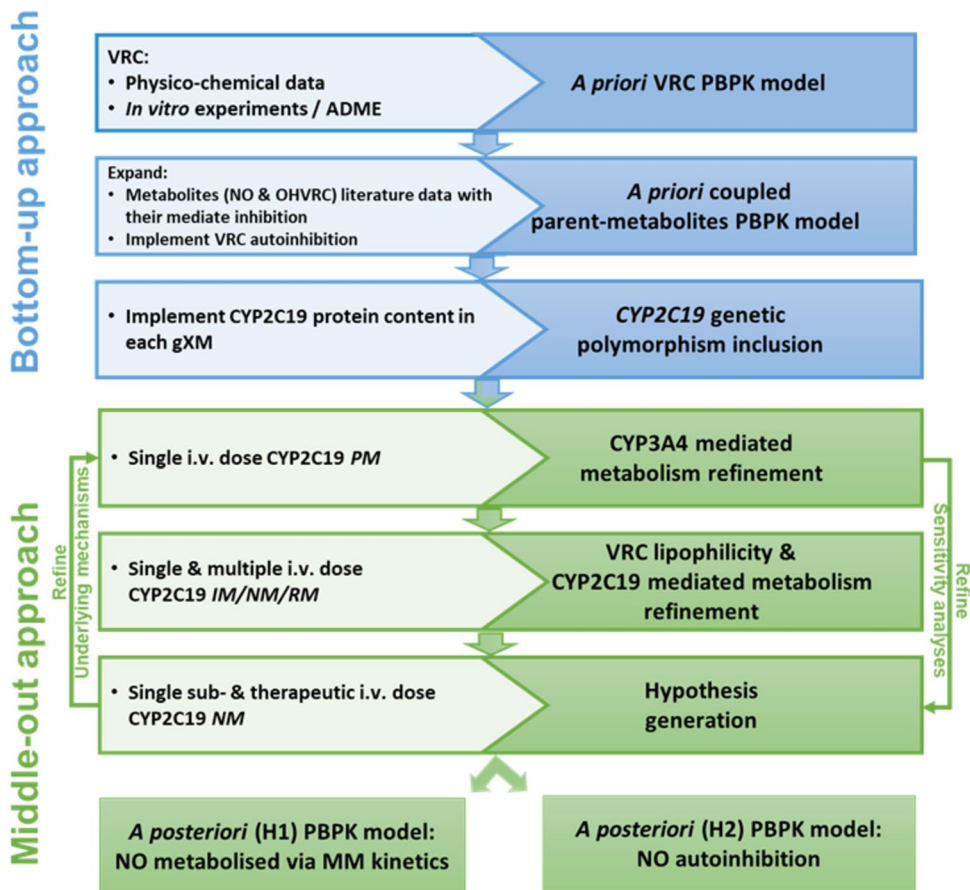 Bottom-up approach
VRC:
• Physico-chemical data
• In vitro experiments / ADME
A priori VRC PBPK model
Expand:
• Metabolites (NO & OHVRC) literature data with
their mediate inhibition
• Implement VRC autoinhibition
A priori coupled
parent-metabolites PBPK model
• Implement CYP2C19 protein content in
each gXM
CYP2C19 genetic
polymorphism inclusion
Middle-out approach
Refine
Underlying mechanisms
• Single i.v. dose CYP2C19 PM
CYP3A4 mediated
metabolism refinement
• Single & multiple i.v. dose
CYP2C19 IM/NM/RM
VRC lipophilicity &
CYP2C19 mediated metabolism
refinement
• Single sub- & therapeutic i.v. dose
CYP2C19 NM
Hypothesis
generation
Refine
Sensitivity analyses
A posteriori (H1) PBPK model:
NO metabolised via MM kinetics
A posteriori (H2) PBPK model:
NO autoinhibition